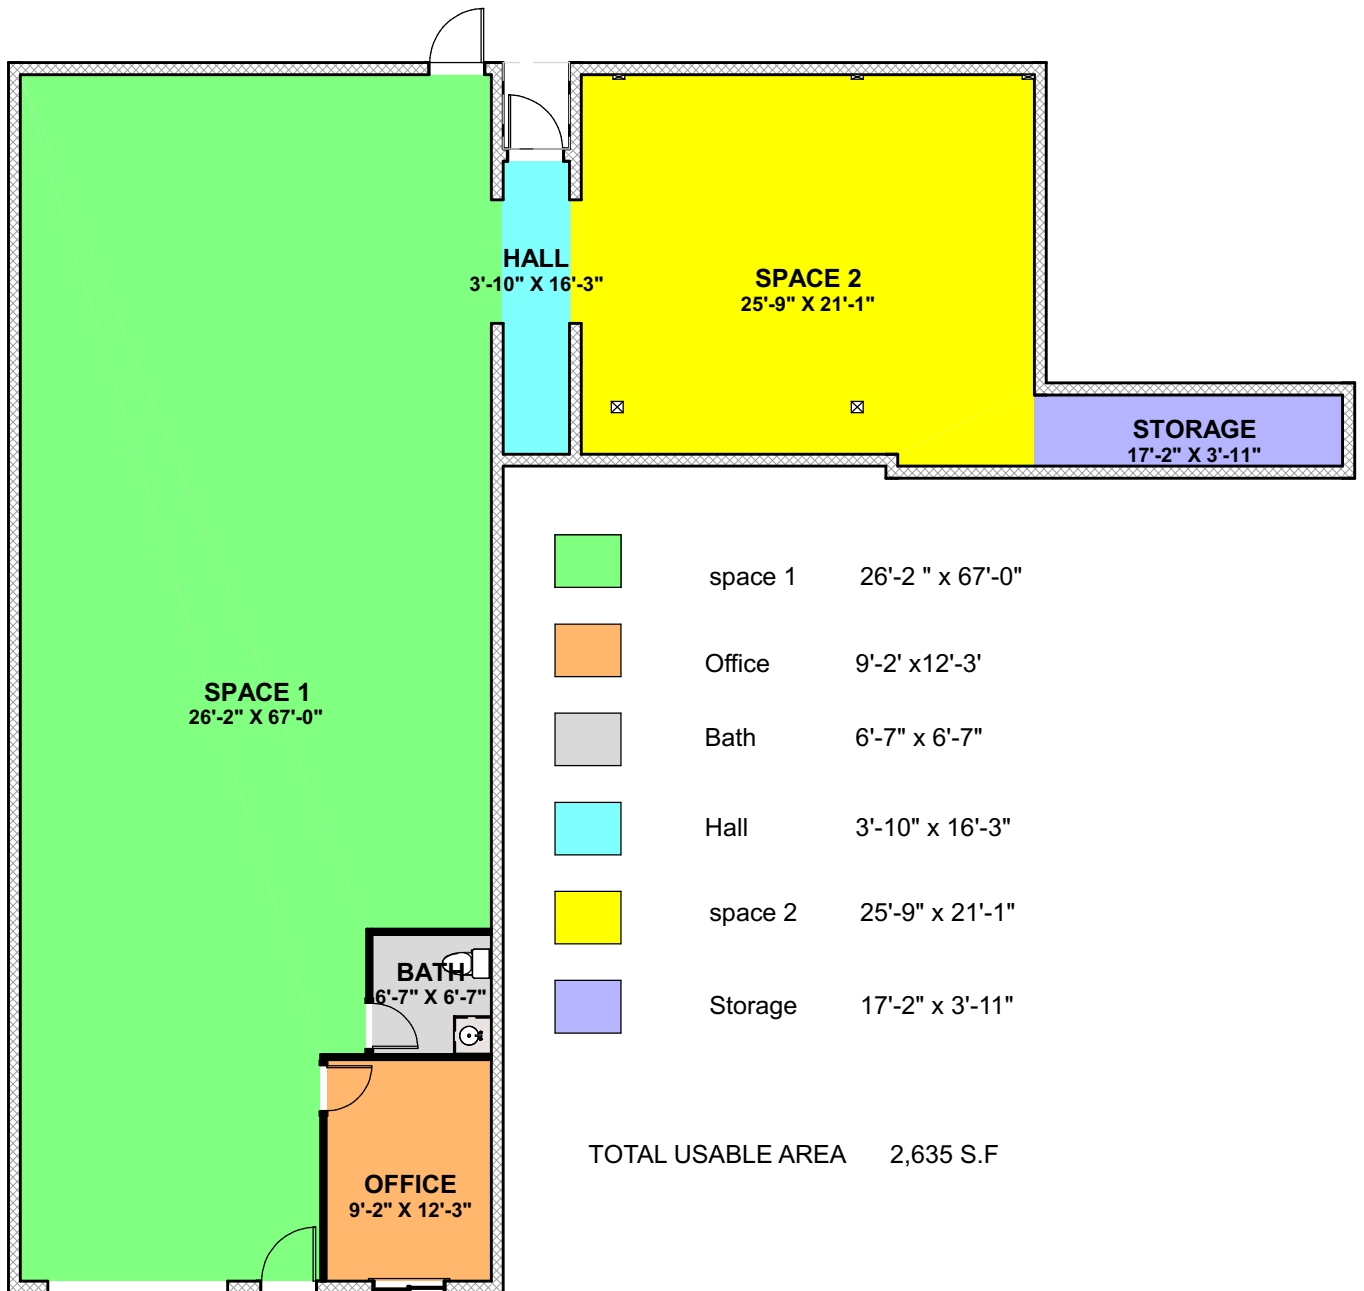 HALL
3'-10" X 16'-3"
SPACE 2
25'-9" X 21'-1"
STORAGE
17'-2" X 3'-11"
space 1 26'-2 " x 67'-0"
Office 9'-2' x12'-3'
SPACE 1
26'-2" X 67'-0"
Bath 6'-7" x 6'-7"
Hall 3'-10" x 16'-3"
space 2 25'-9" x 21'-1"
BATH
6'-7" X 6'-7"
Storage 17'-2" x 3'-11"
TOTAL USABLE AREA 2,635 S.F
OFFICE
9'-2" X 12'-3"